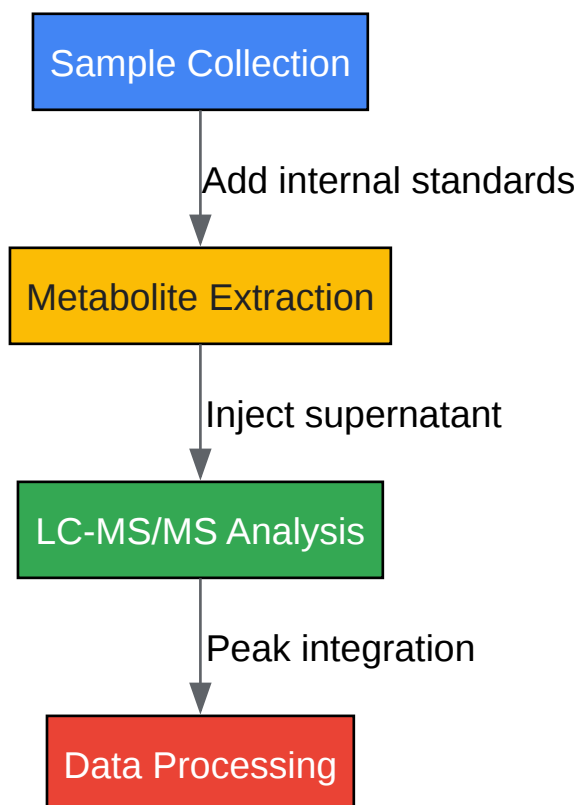 Sample Collection
Add internal standards
Metabolite Extraction
Inject supernatant
LC-MS/MS Analysis
Peak integration
Data Processing